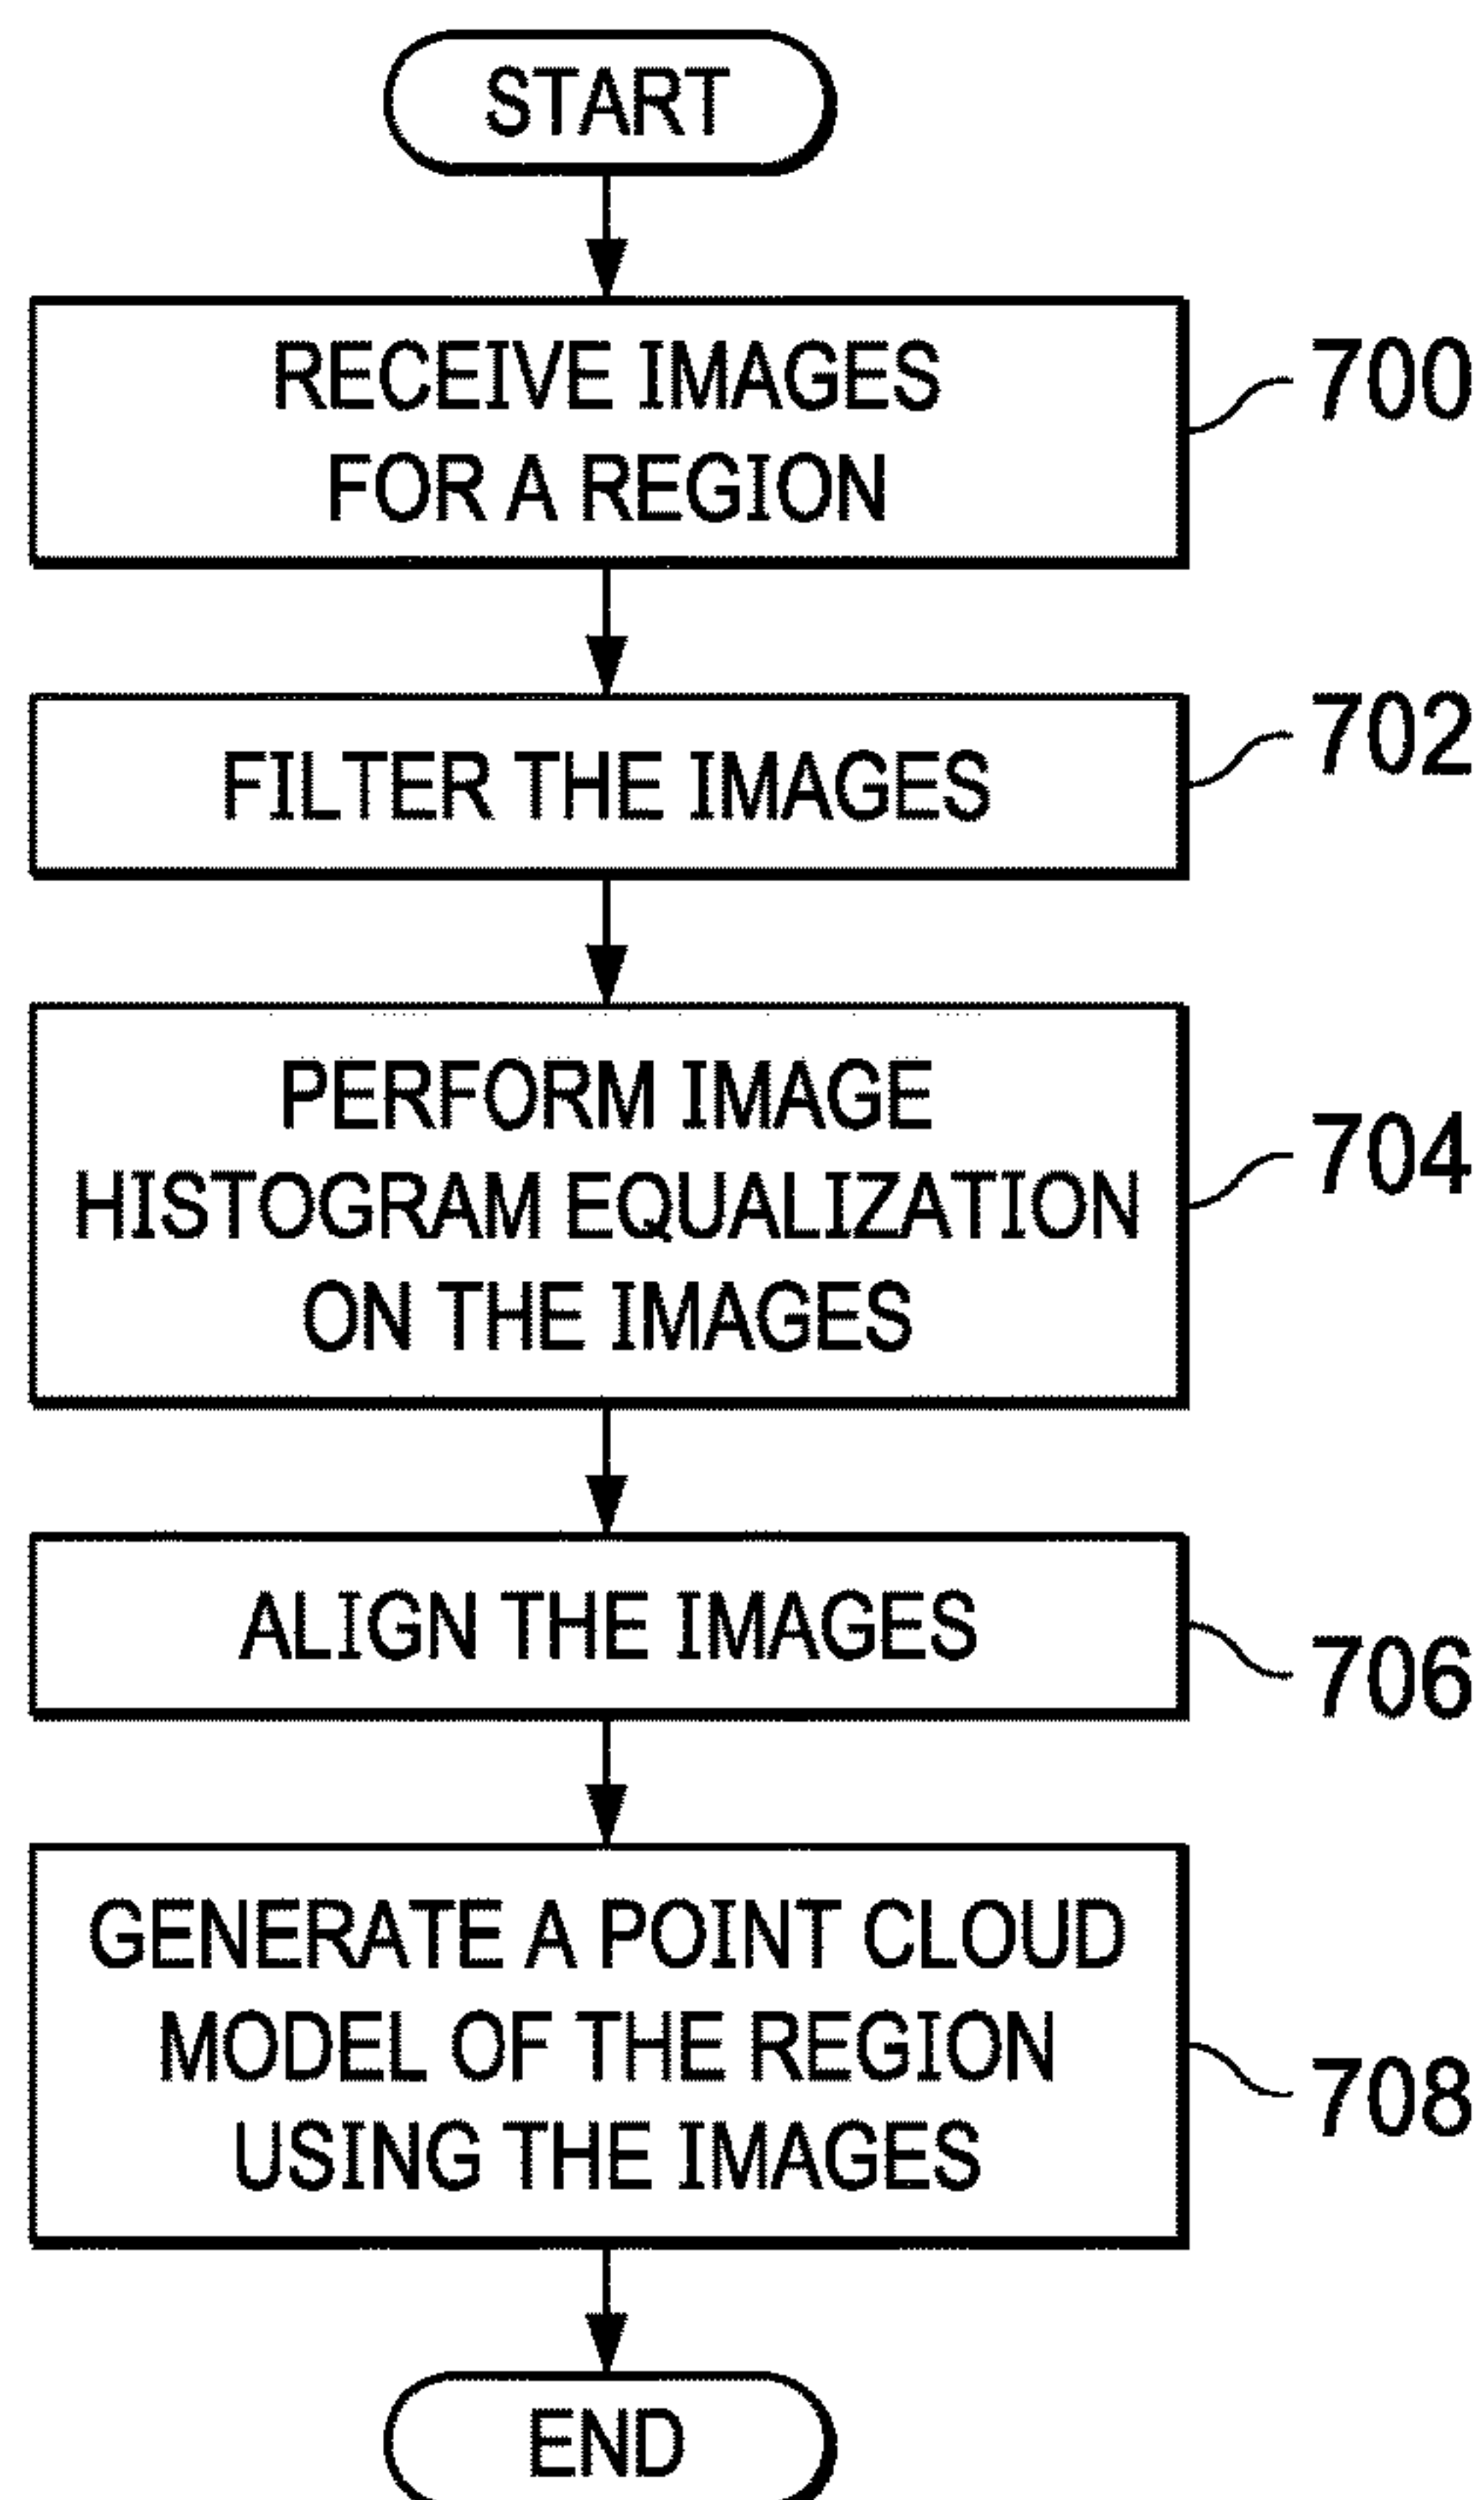 START
RECEIVE IMAGES
FOR A REGION
700
FILTER THE IMAGES
702
PERFORM IMAGE
HISTOGRAM EQUALIZATION
ON THE IMAGES
704
ALIGN THE IMAGES
706
GENERATE A POINT CLOUD
MODEL OF THE REGION
USING THE IMAGES
708
END